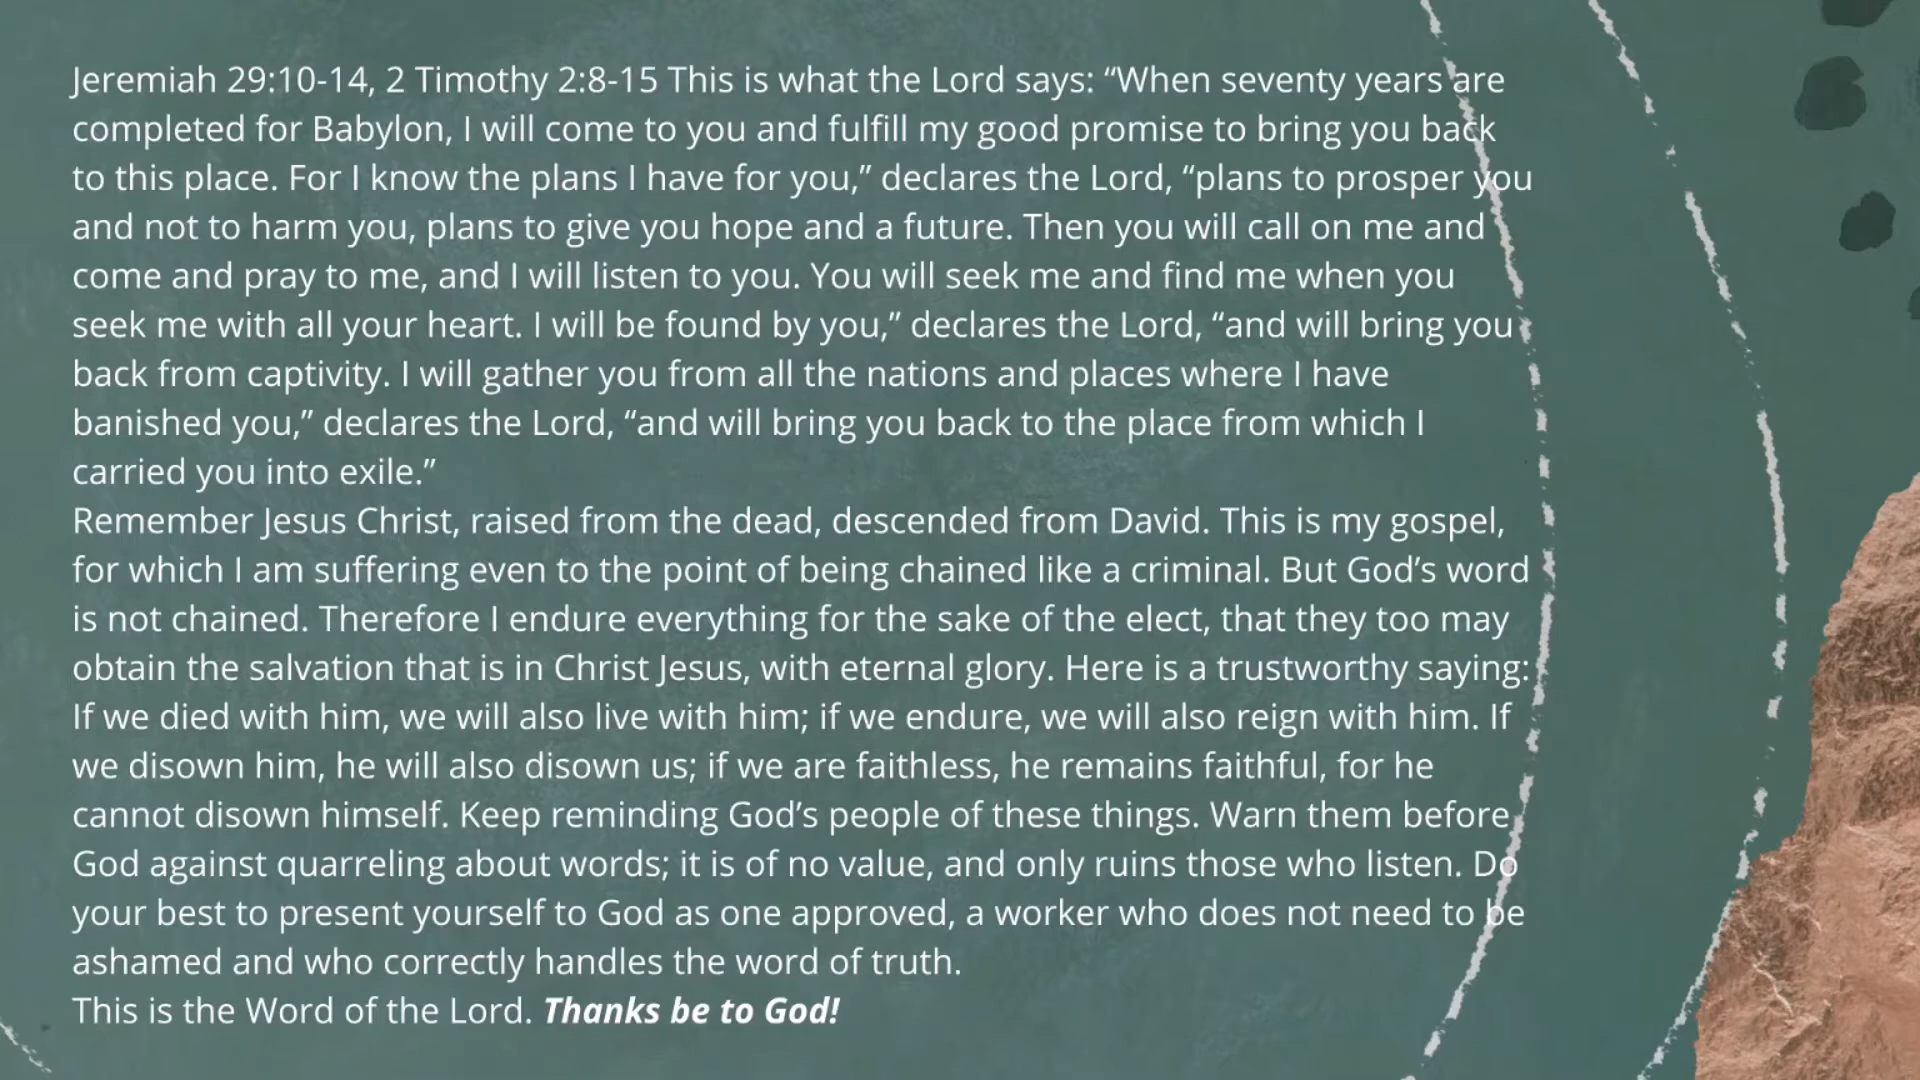 Jeremiah 29:10-14, 2 Timothy 2:8-15 This is what the Lord says: “When seventy years are
completed for Babylon, I will come to you and fulfill my good promise to bring you back
to this place. For I know the plans I have for you,” declares the Lord, “plans to prosper you
and not to harm you, plans to give you hope and a future. Then you will call on me and
come and pray to me, and I will listen to you. You will seek me and find me when you
seek me with all your heart. I will be found by you,” declares the Lord, “and will bring you
back from captivity. I will gather you from all the nations and places where I have
banished you,” declares the Lord, “and will bring you back to the place from which I
carried you into exile.”
Remember Jesus Christ, raised from the dead, descended from David. This is my gospel,
for which I am suffering even to the point of being chained like a criminal. But God’s word
is not chained. Therefore I endure everything for the sake of the elect, that they too may
obtain the salvation that is in Christ Jesus, with eternal glory. Here is a trustworthy saying:
If we died with him, we will also live with him; if we endure, we will also reign with him. If
we disown him, he will also disown us; if we are faithless, he remains faithful, for he
cannot disown himself. Keep reminding God’s people of these things. Warn them before
God against quarreling about words; it is of no value, and only ruins those who listen. Do
your best to present yourself to God as one approved, a worker who does not need to be
ashamed and who correctly handles the word of truth.
This is the Word of the Lord. Thanks be to God!